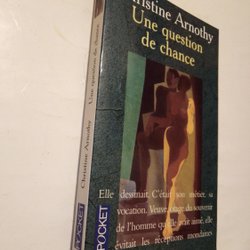 ristine Arnothy
Une question
de chance
Elle dessinait. C'était son métier, sa
vocation. Veuve, otage du souvenir
de l'homme qu'elle avait aimé, elle
évitait les réceptions mondaines
POCKET
Christine Arnothy Une question de chance